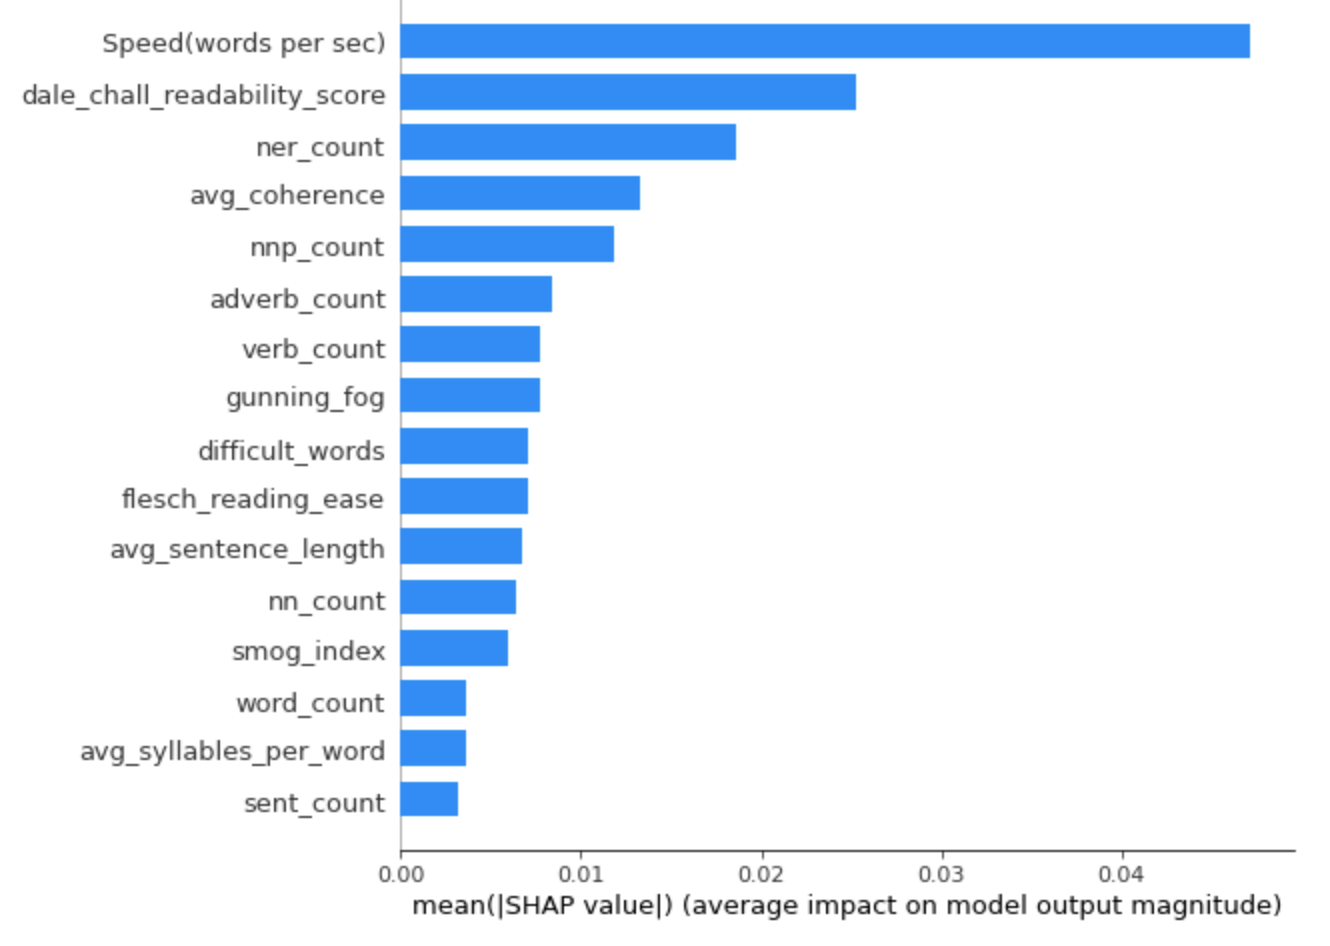 Speed(words per sec)
dale_chall_readability_score
ner_count
avg_coherence
nnp_count
adverb_count
verb_count
gunning_fog
difficult_words
flesch_reading_ease
avg_sentence_length
nn_count
smog_index
word_count
avg_syllables_per_word
sent_count
0.00 0.01 0.02 0.03 0.04
mean(|SHAP value|) (average impact on model output magnitude)